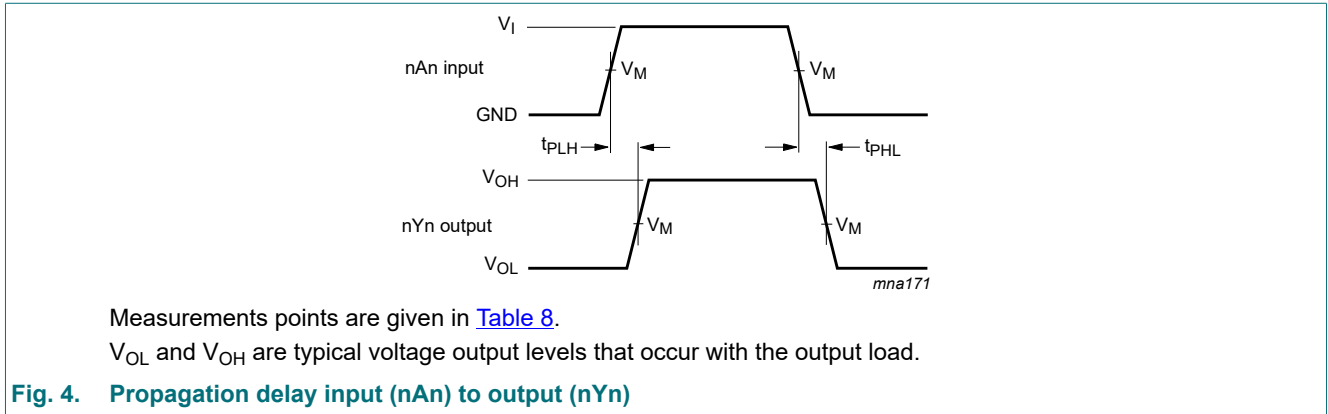 VI
nAn input
VM
VM
GND
tPLH
tPHL
VOH
nYn output
VM
VM
VOL
mna171
Measurements points are given in Table 8.
VOL and VOH are typical voltage output levels that occur with the output load.
Fig. 4. Propagation delay input (nAn) to output (nYn)